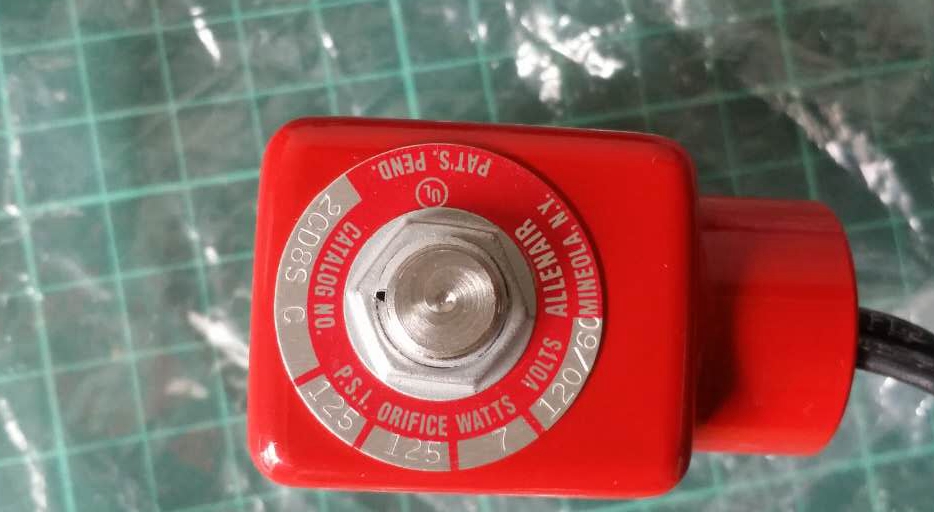 PAT'S. PEND.
UL
ALLENAIR
MINEOLA, N.Y.
CATALOG NO.
2CD8S C
P.S.I.
125
ORIFICE
125
WATTS
7
VOLTS
120/60